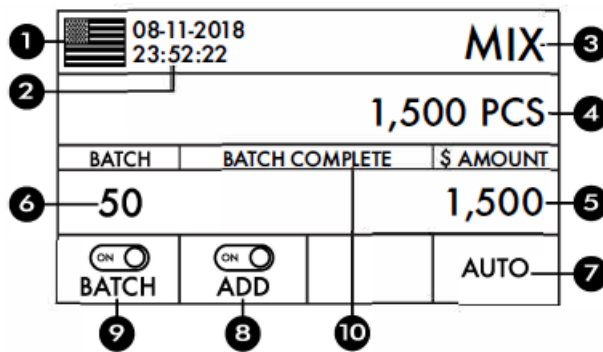 1
08-11-2018
MIX
3
23:52:22
2
1,500 PCS
4
BATCH
BATCH COMPLETE
$ AMOUNT
6
50
1,500
5
ON
ON
BATCH
ADD
AUTO
7
9
8
10